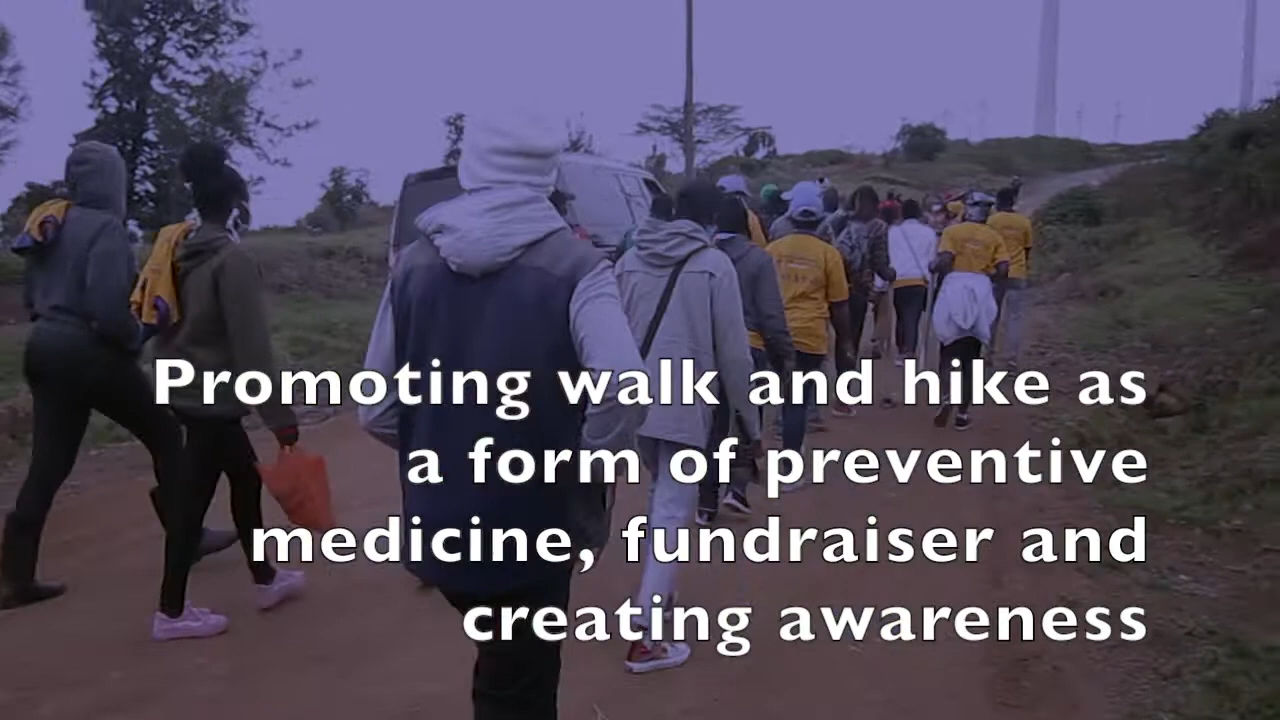 Promoting walk and hike as
a form of preventive
medicine, fundraiser and
creating awareness